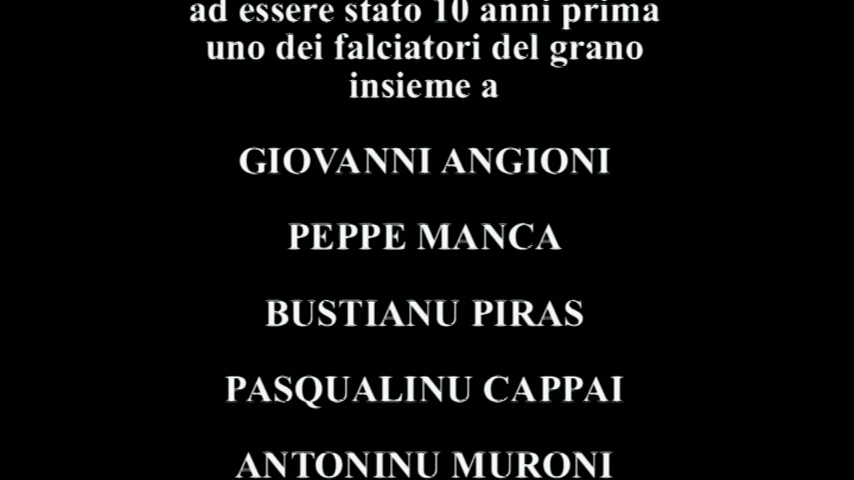 ad essere stato 10 anni prima
uno dei falciatori del grano
insieme a
GIOVANNI ANGIONI
PEPPE MANCA
BUSTIANU PIRAS
PASQUALINU CAPPAI
ANTONINU MURONI